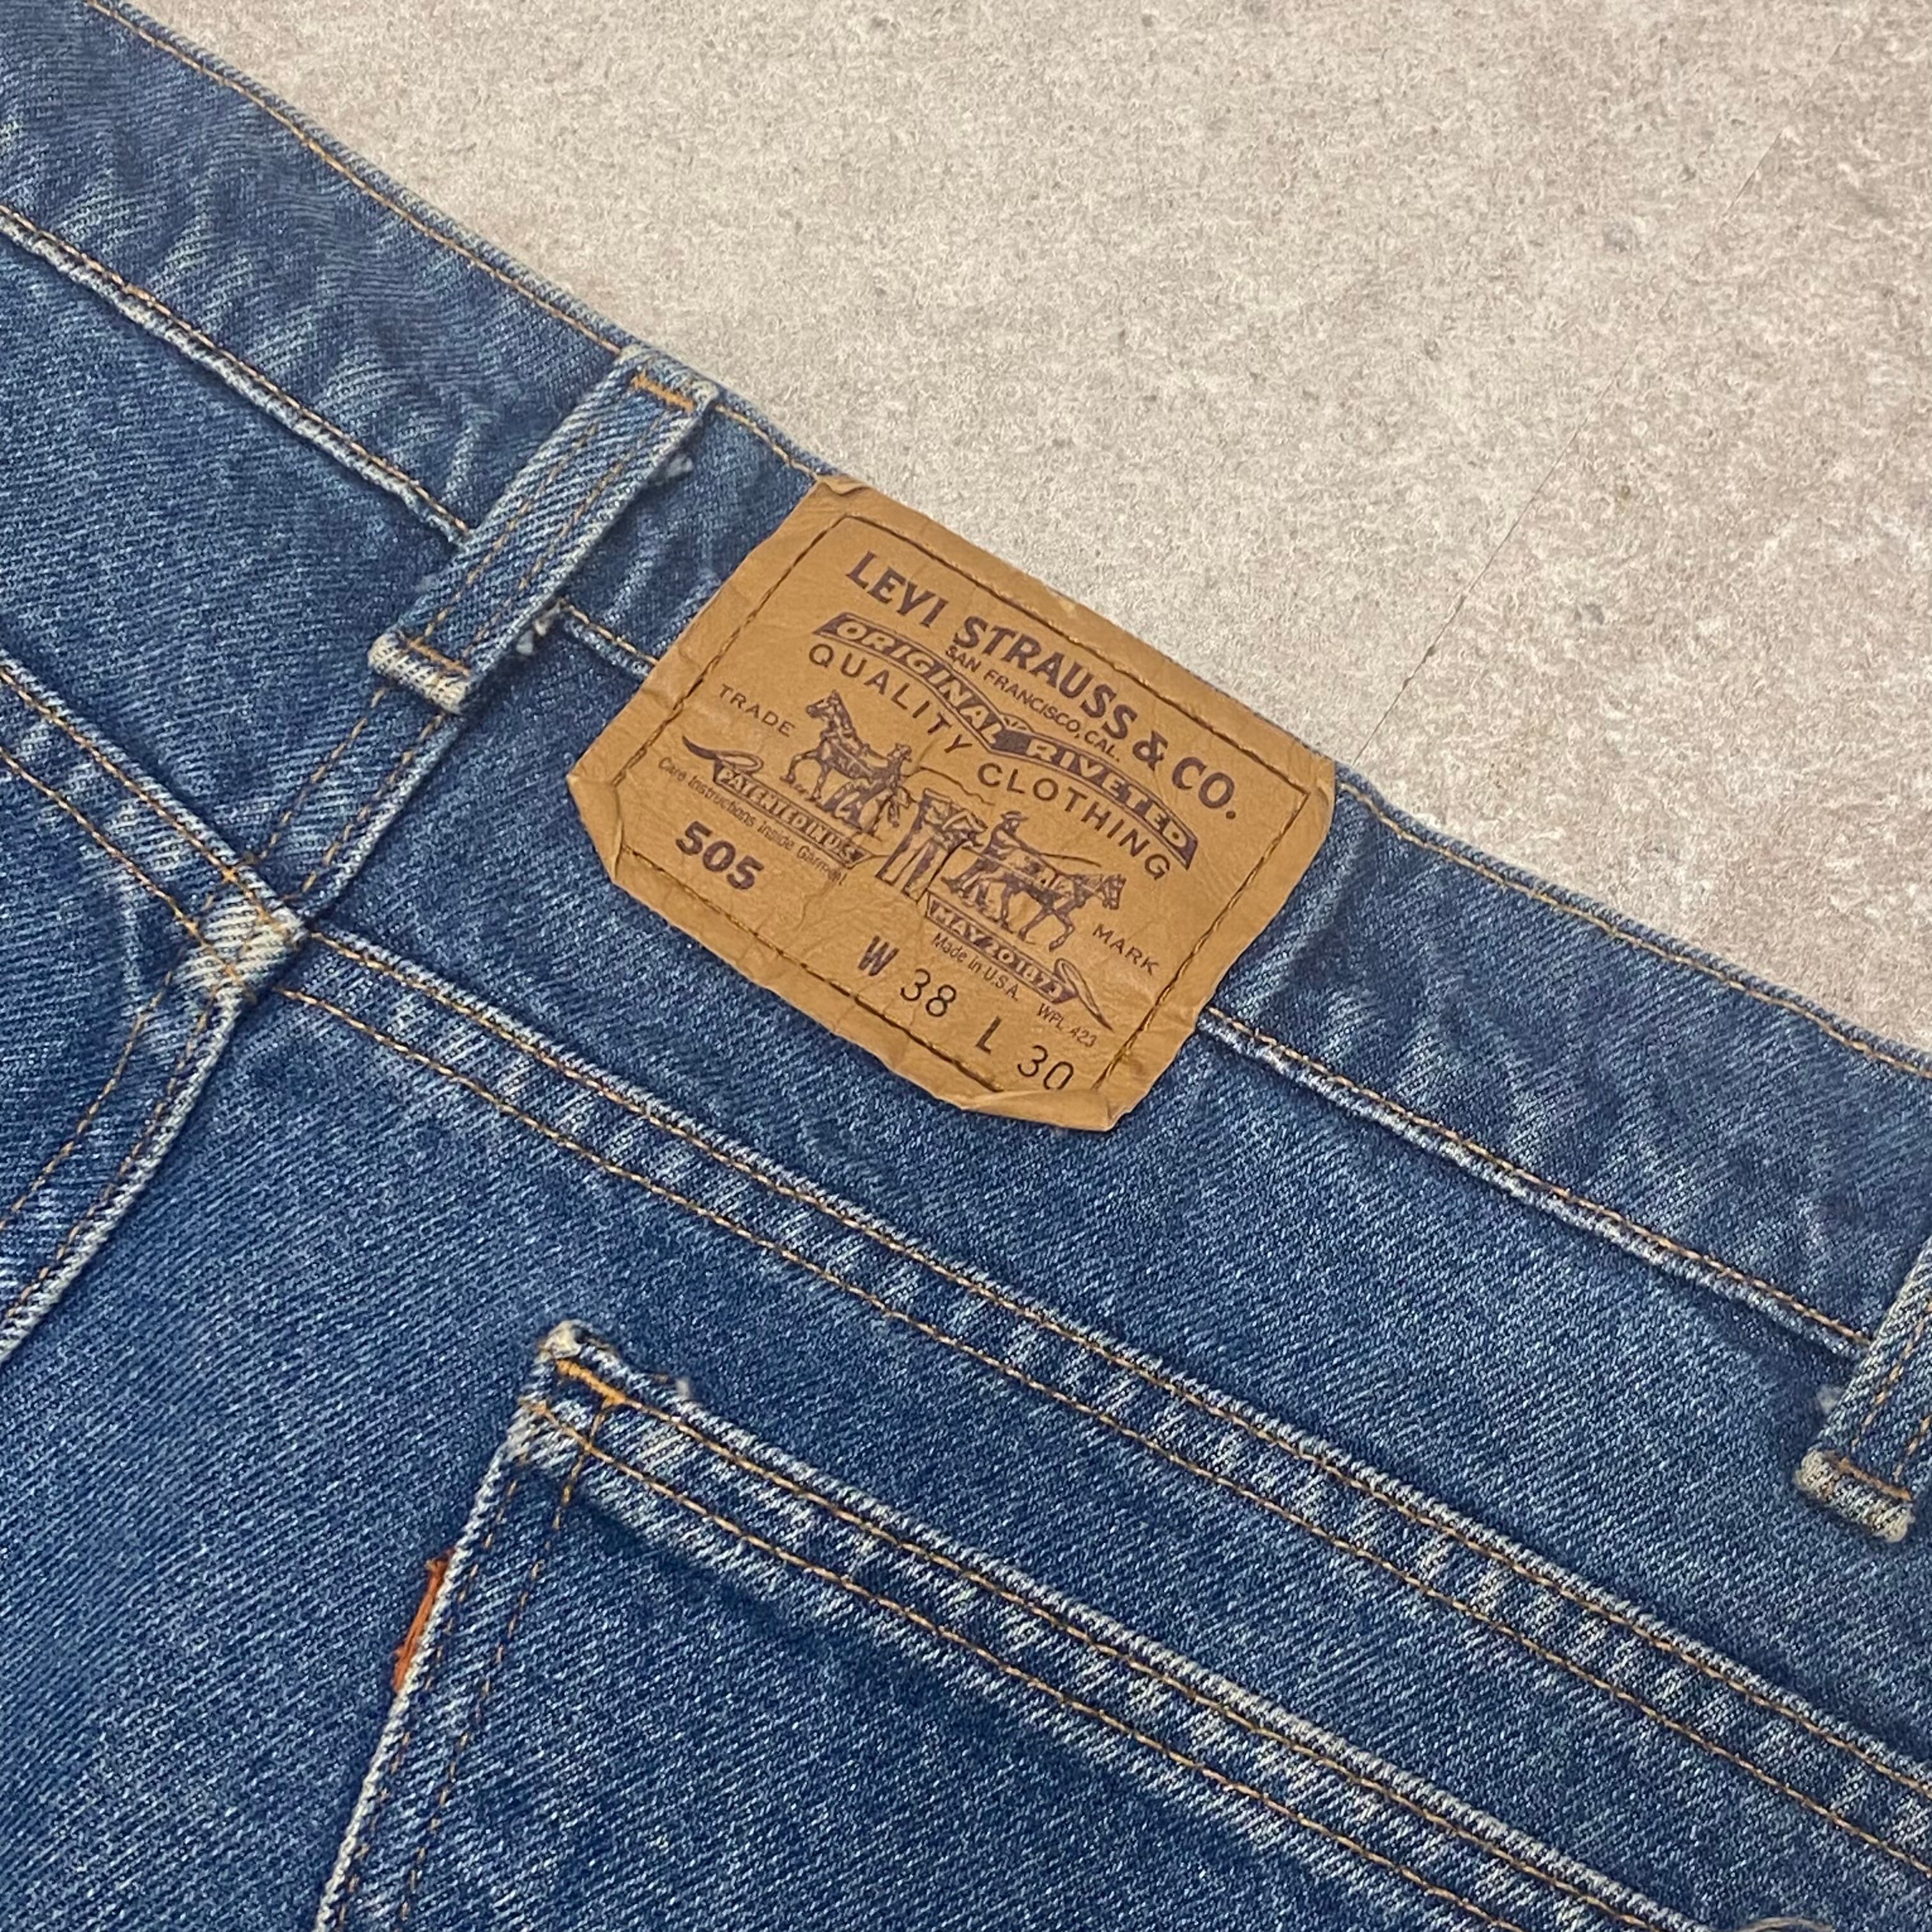 LEVI STRAUSS & CO.
SAN FRANCISCO, CAL.
ORIGINAL RIVETED
QUALITY CLOTHING
TRADE MARK
PATENTED IN U.S.
MAY 20 1873
Care Instructions Inside Garment
Made in U.S.A.
WPL 423
505
W 38 L 30